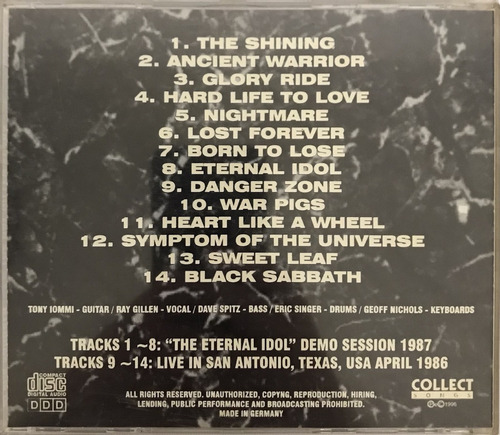 1. THE SHINING
2. ANCIENT WARRIOR
3. GLORY RIDE
4. HARD LIFE TO LOVE
5. NIGHTMARE
6. LOST FOREVER
7. BORN TO LOSE
8. ETERNAL IDOL
9. DANGER ZONE
10. WAR PIGS
11. HEART LIKE A WHEEL
12. SYMPTOM OF THE UNIVERSE
13. SWEET LEAF
14. BLACK SABBATH
TONY IOMMI - GUITAR / RAY GILLEN - VOCAL / DAVE SPITZ - BASS / ERIC SINGER - DRUMS / GEOFF NICHOLS - KEYBOARDS
TRACKS 1 ~8: “THE ETERNAL IDOL” DEMO SESSION 1987
TRACKS 9 ~14: LIVE IN SAN ANTONIO, TEXAS, USA APRIL 1986
COMPACT
disc
DIGITAL AUDIO
DDD
ALL RIGHTS RESERVED. UNAUTHORIZED, COPYNG, REPRODUCTION, HIRING,
LENDING, PUBLIC PERFORMANCE AND BROADCASTING PROHIBITED.
MADE IN GERMANY
COLLECT
SONGS
℗©1996